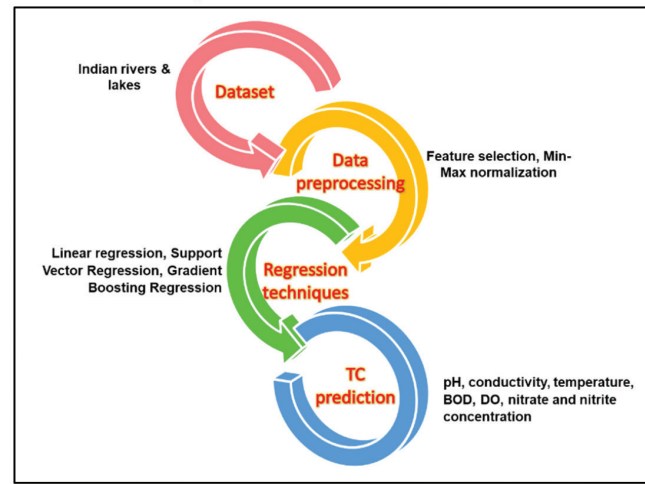 Indian rivers &
lakes
Dataset
Data
preprocessing
Feature selection, Min-
Max normalization
Linear regression, Support
Vector Regression, Gradient
Boosting Regression
Regression
techniques
TC
prediction
pH, conductivity, temperature,
BOD, DO, nitrate and nitrite
concentration